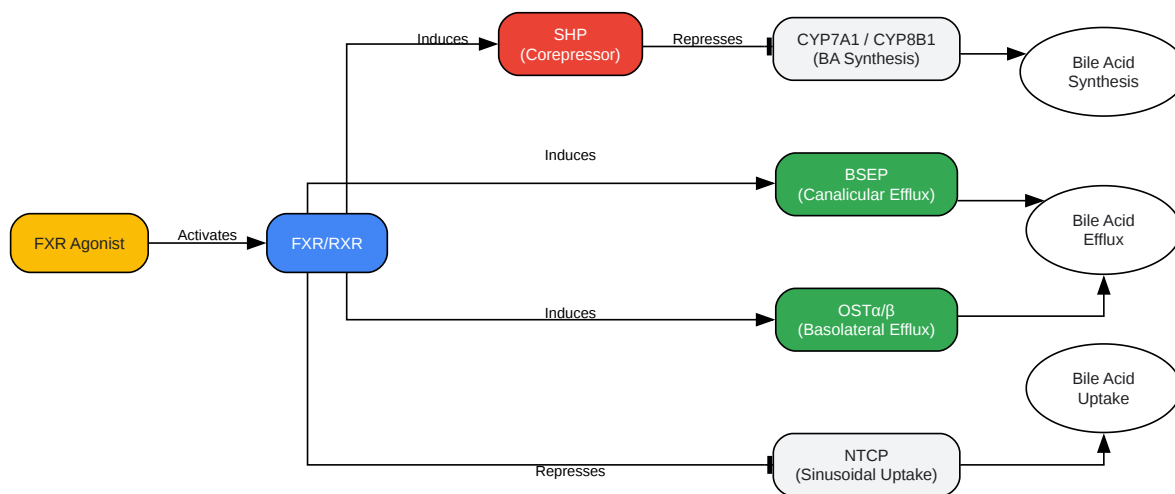 Induces
SHP
(Corepressor)
Represses
CYP7A1 / CYP8B1
(BA Synthesis)
Bile Acid
Synthesis
Induces
BSEP
(Canalicular Efflux)
Bile Acid
Efflux
FXR Agonist
Activates
FXR/RXR
Induces
OSTα/β
(Basolateral Efflux)
Bile Acid
Uptake
Represses
NTCP
(Sinusoidal Uptake)